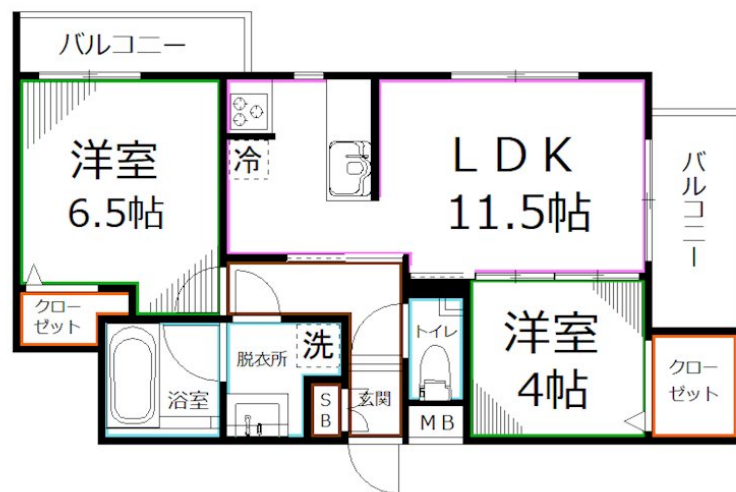 バルコニー
洋室
6.5帖
冷
LDK
11.5帖
バルコニー
クロー
ゼット
トイレ
洋室
4帖
クロー
ゼット
脱衣所
洗
浴室
SB
玄関
MB